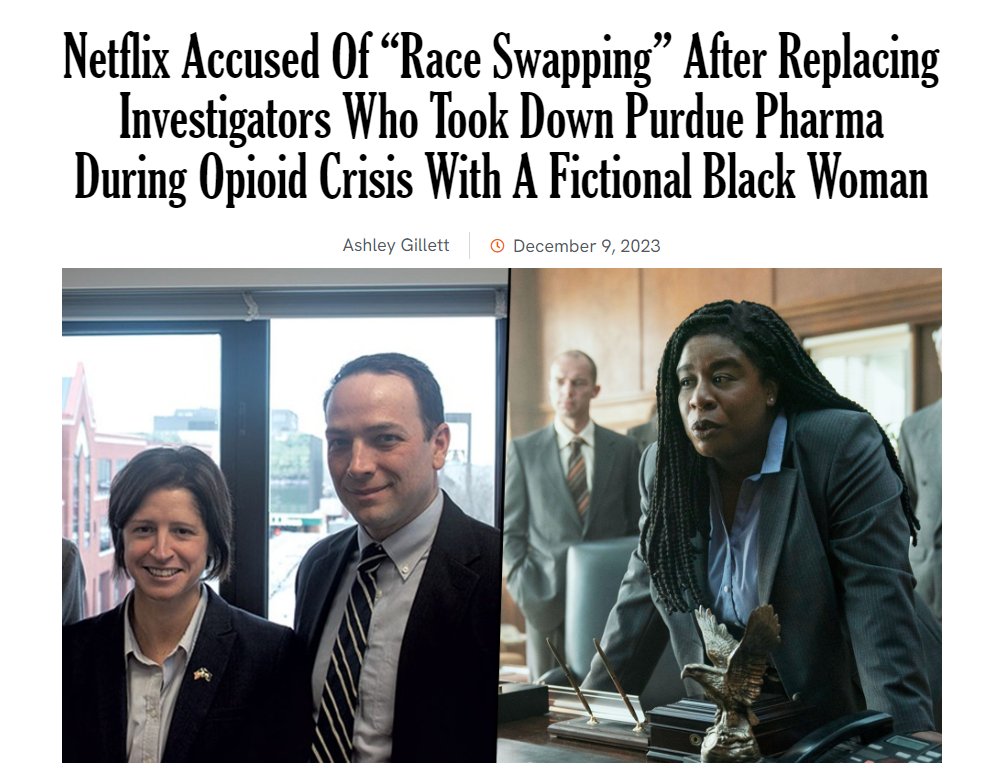 Netflix Accused Of “Race Swapping” After Replacing
Investigators Who Took Down Purdue Pharma
During Opioid Crisis With A Fictional Black Woman
Ashley Gillett
December 9, 2023